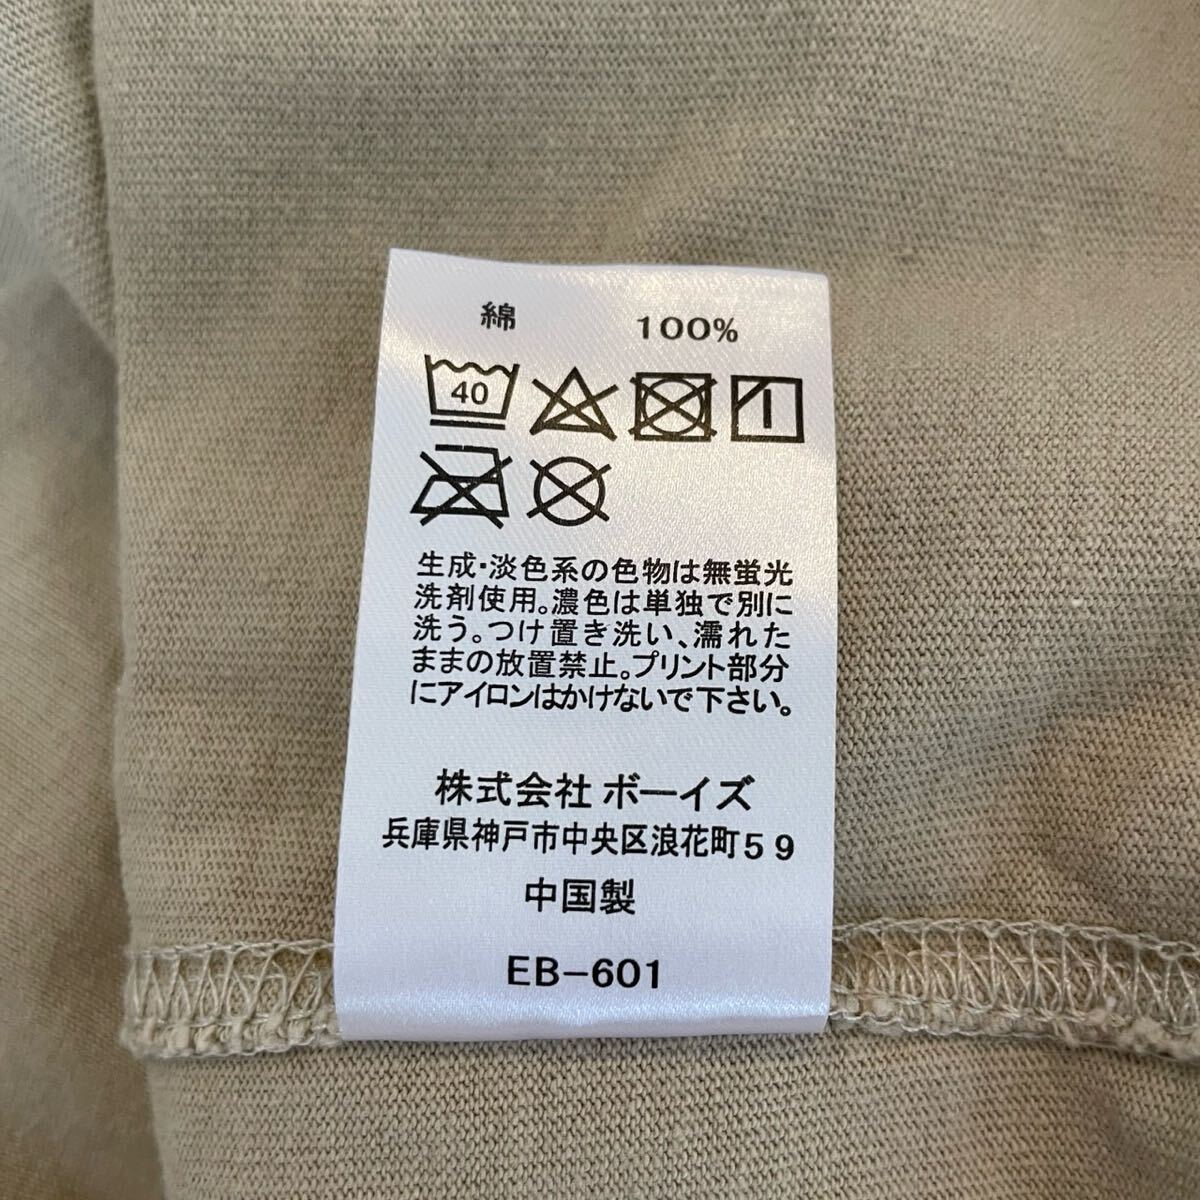 綿 100%
40
生成・淡色系の色物は無蛍光
洗剤使用。濃色は単独で別に
洗う。つけ置き洗い、濡れた
ままの放置禁止。プリント部分
にアイロンはかけないで下さい。
株式会社 ボーイズ
兵庫県神戸市中央区浪花町59
中国製
EB-601